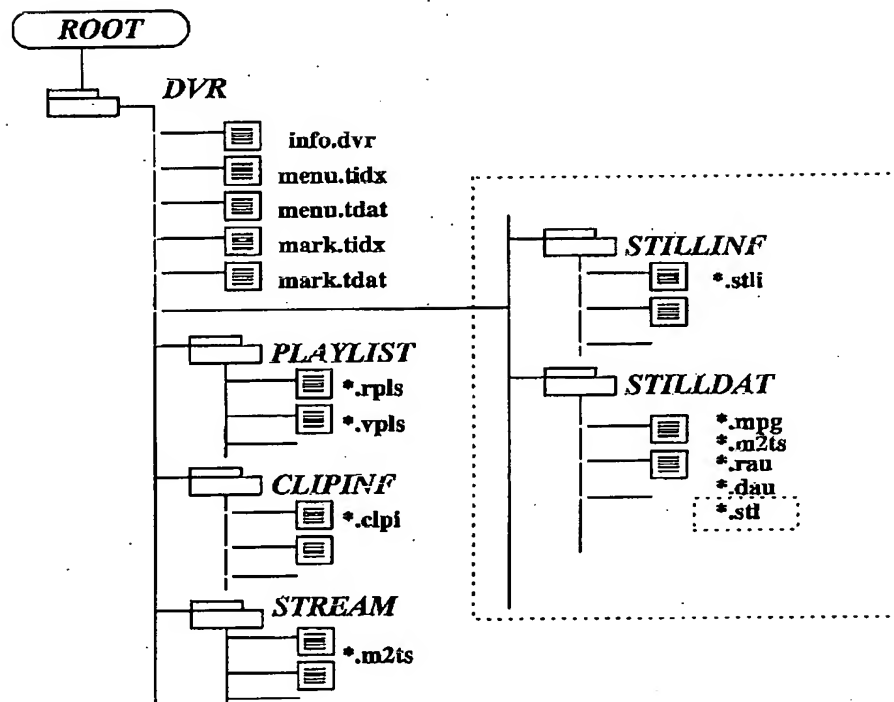 ROOT
DVR
info.dvr
menu.tidx
menu.tdat
mark.tidx
mark.tdat
PLAYLIST
*.rpls
*.vpls
CLIPINF
*.clpi
STREAM
*.m2ts
STILLINF
*.stli
STILLDAT
*.mpg
*.m2ts
*.rau
*.dau
*.stl